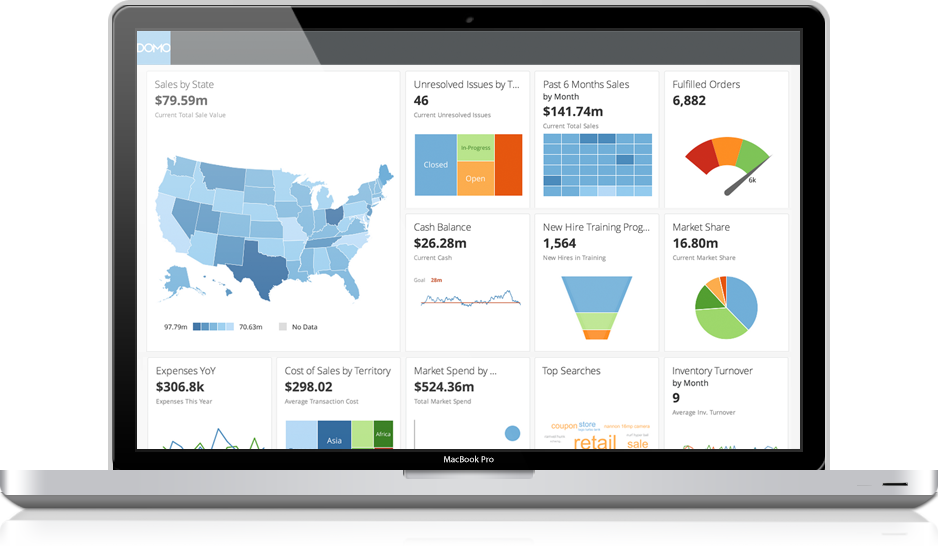 DOMO
Sales by State
$79.59m
Current Total Sale Value
97.79m
70.63m
No Data
Unresolved Issues by T...
46
Current Unresolved Issues
Closed
In-Progress
Open
Past 6 Months Sales
by Month
$141.74m
Current Total Sales
Fulfilled Orders
6,882
6k
Cash Balance
$26.28m
Current Cash
Goal 28m
New Hire Training Prog...
1,564
New Hires in Training
Market Share
16.80m
Current Market Share
Expenses YoY
$306.8k
Expenses This Year
Cost of Sales by Territory
$298.02
Average Transaction Cost
Asia
Africa
Market Spend by ...
$524.36m
Total Market Spend
Top Searches
coupon store
retail sale
Inventory Turnover
by Month
9
Average Inv. Turnover
MacBook Pro